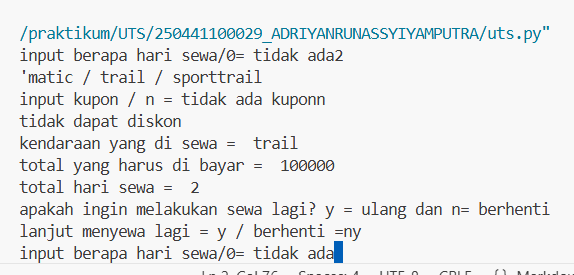 /praktikum/UTS/250441100029_ADRIYANRUNASSYIYAMPUTRA/uts.py"
input berapa hari sewa/0= tidak ada2
'matic / trail / sporttrail
input kupon / n = tidak ada kuponn
tidak dapat diskon
kendaraan yang di sewa =  trail
total yang harus di bayar =  100000
total hari sewa =  2
apakah ingin melakukan sewa lagi? y = ulang dan n= berhenti
lanjut menyewa lagi = y / berhenti =ny
input berapa hari sewa/0= tidak ada